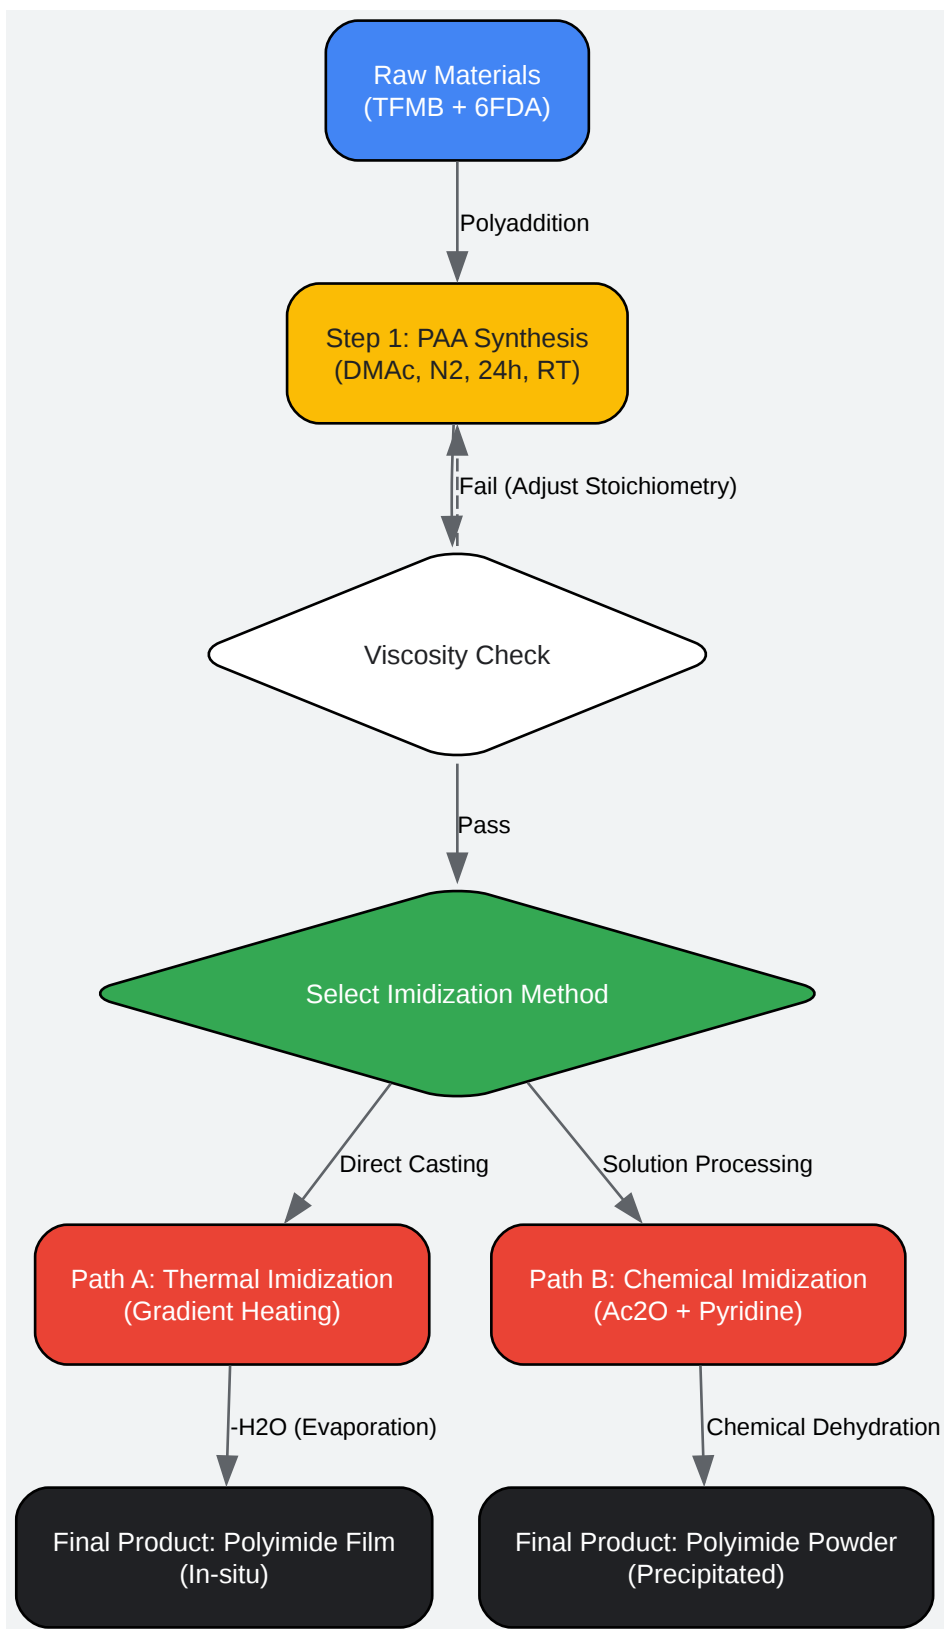 Raw Materials
(TFMB + 6FDA)
Polyaddition
Step 1: PAA Synthesis
(DMAc, N2, 24h, RT)
Fail (Adjust Stoichiometry)
Viscosity Check
Pass
Select Imidization Method
Direct Casting
Solution Processing
Path A: Thermal Imidization
(Gradient Heating)
Path B: Chemical Imidization
(Ac2O + Pyridine)
-H2O (Evaporation)
Chemical Dehydration
Final Product: Polyimide Film
(In-situ)
Final Product: Polyimide Powder
(Precipitated)